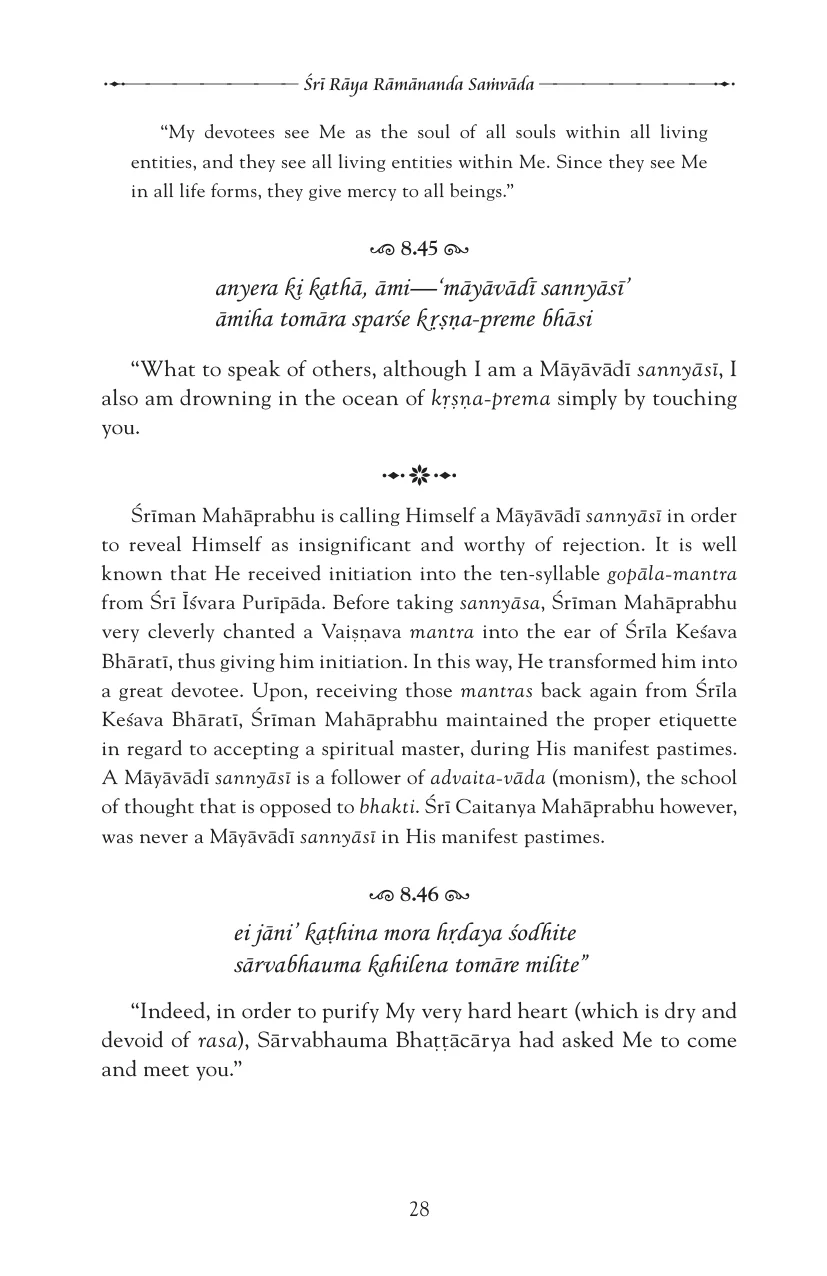 Śrī Rāya Rāmānanda Saṁvāda
“My devotees see Me as the soul of all souls within all living
entities, and they see all living entities within Me. Since they see Me
in all life forms, they give mercy to all beings.”
8.45
anyera ki kathā, āmi—‘māyāvādī sannyāsī’
āmiha tomāra sparśe kṛṣṇa-preme bhāsi
“What to speak of others, although I am a Māyāvādī sannyāsī, I
also am drowning in the ocean of kṛṣṇa-prema simply by touching
you.
Śrīman Mahāprabhu is calling Himself a Māyāvādī sannyāsī in order
to reveal Himself as insignificant and worthy of rejection. It is well
known that He received initiation into the ten-syllable gopāla-mantra
from Śrī Īśvara Purīpāda. Before taking sannyāsa, Śrīman Mahāprabhu
very cleverly chanted a Vaiṣṇava mantra into the ear of Śrīla Keśava
Bhāratī, thus giving him initiation. In this way, He transformed him into
a great devotee. Upon, receiving those mantras back again from Śrīla
Keśava Bhāratī, Śrīman Mahāprabhu maintained the proper etiquette
in regard to accepting a spiritual master, during His manifest pastimes.
A Māyāvādī sannyāsī is a follower of advaita-vāda (monism), the school
of thought that is opposed to bhakti. Śrī Caitanya Mahāprabhu however,
was never a Māyāvādī sannyāsī in His manifest pastimes.
8.46
ei jāni’ kaṭhina mora hṛdaya śodhite
sārvabhauma kahilena tomāre milite”
“Indeed, in order to purify My very hard heart (which is dry and
devoid of rasa), Sārvabhauma Bhaṭṭācārya had asked Me to come
and meet you.”
28